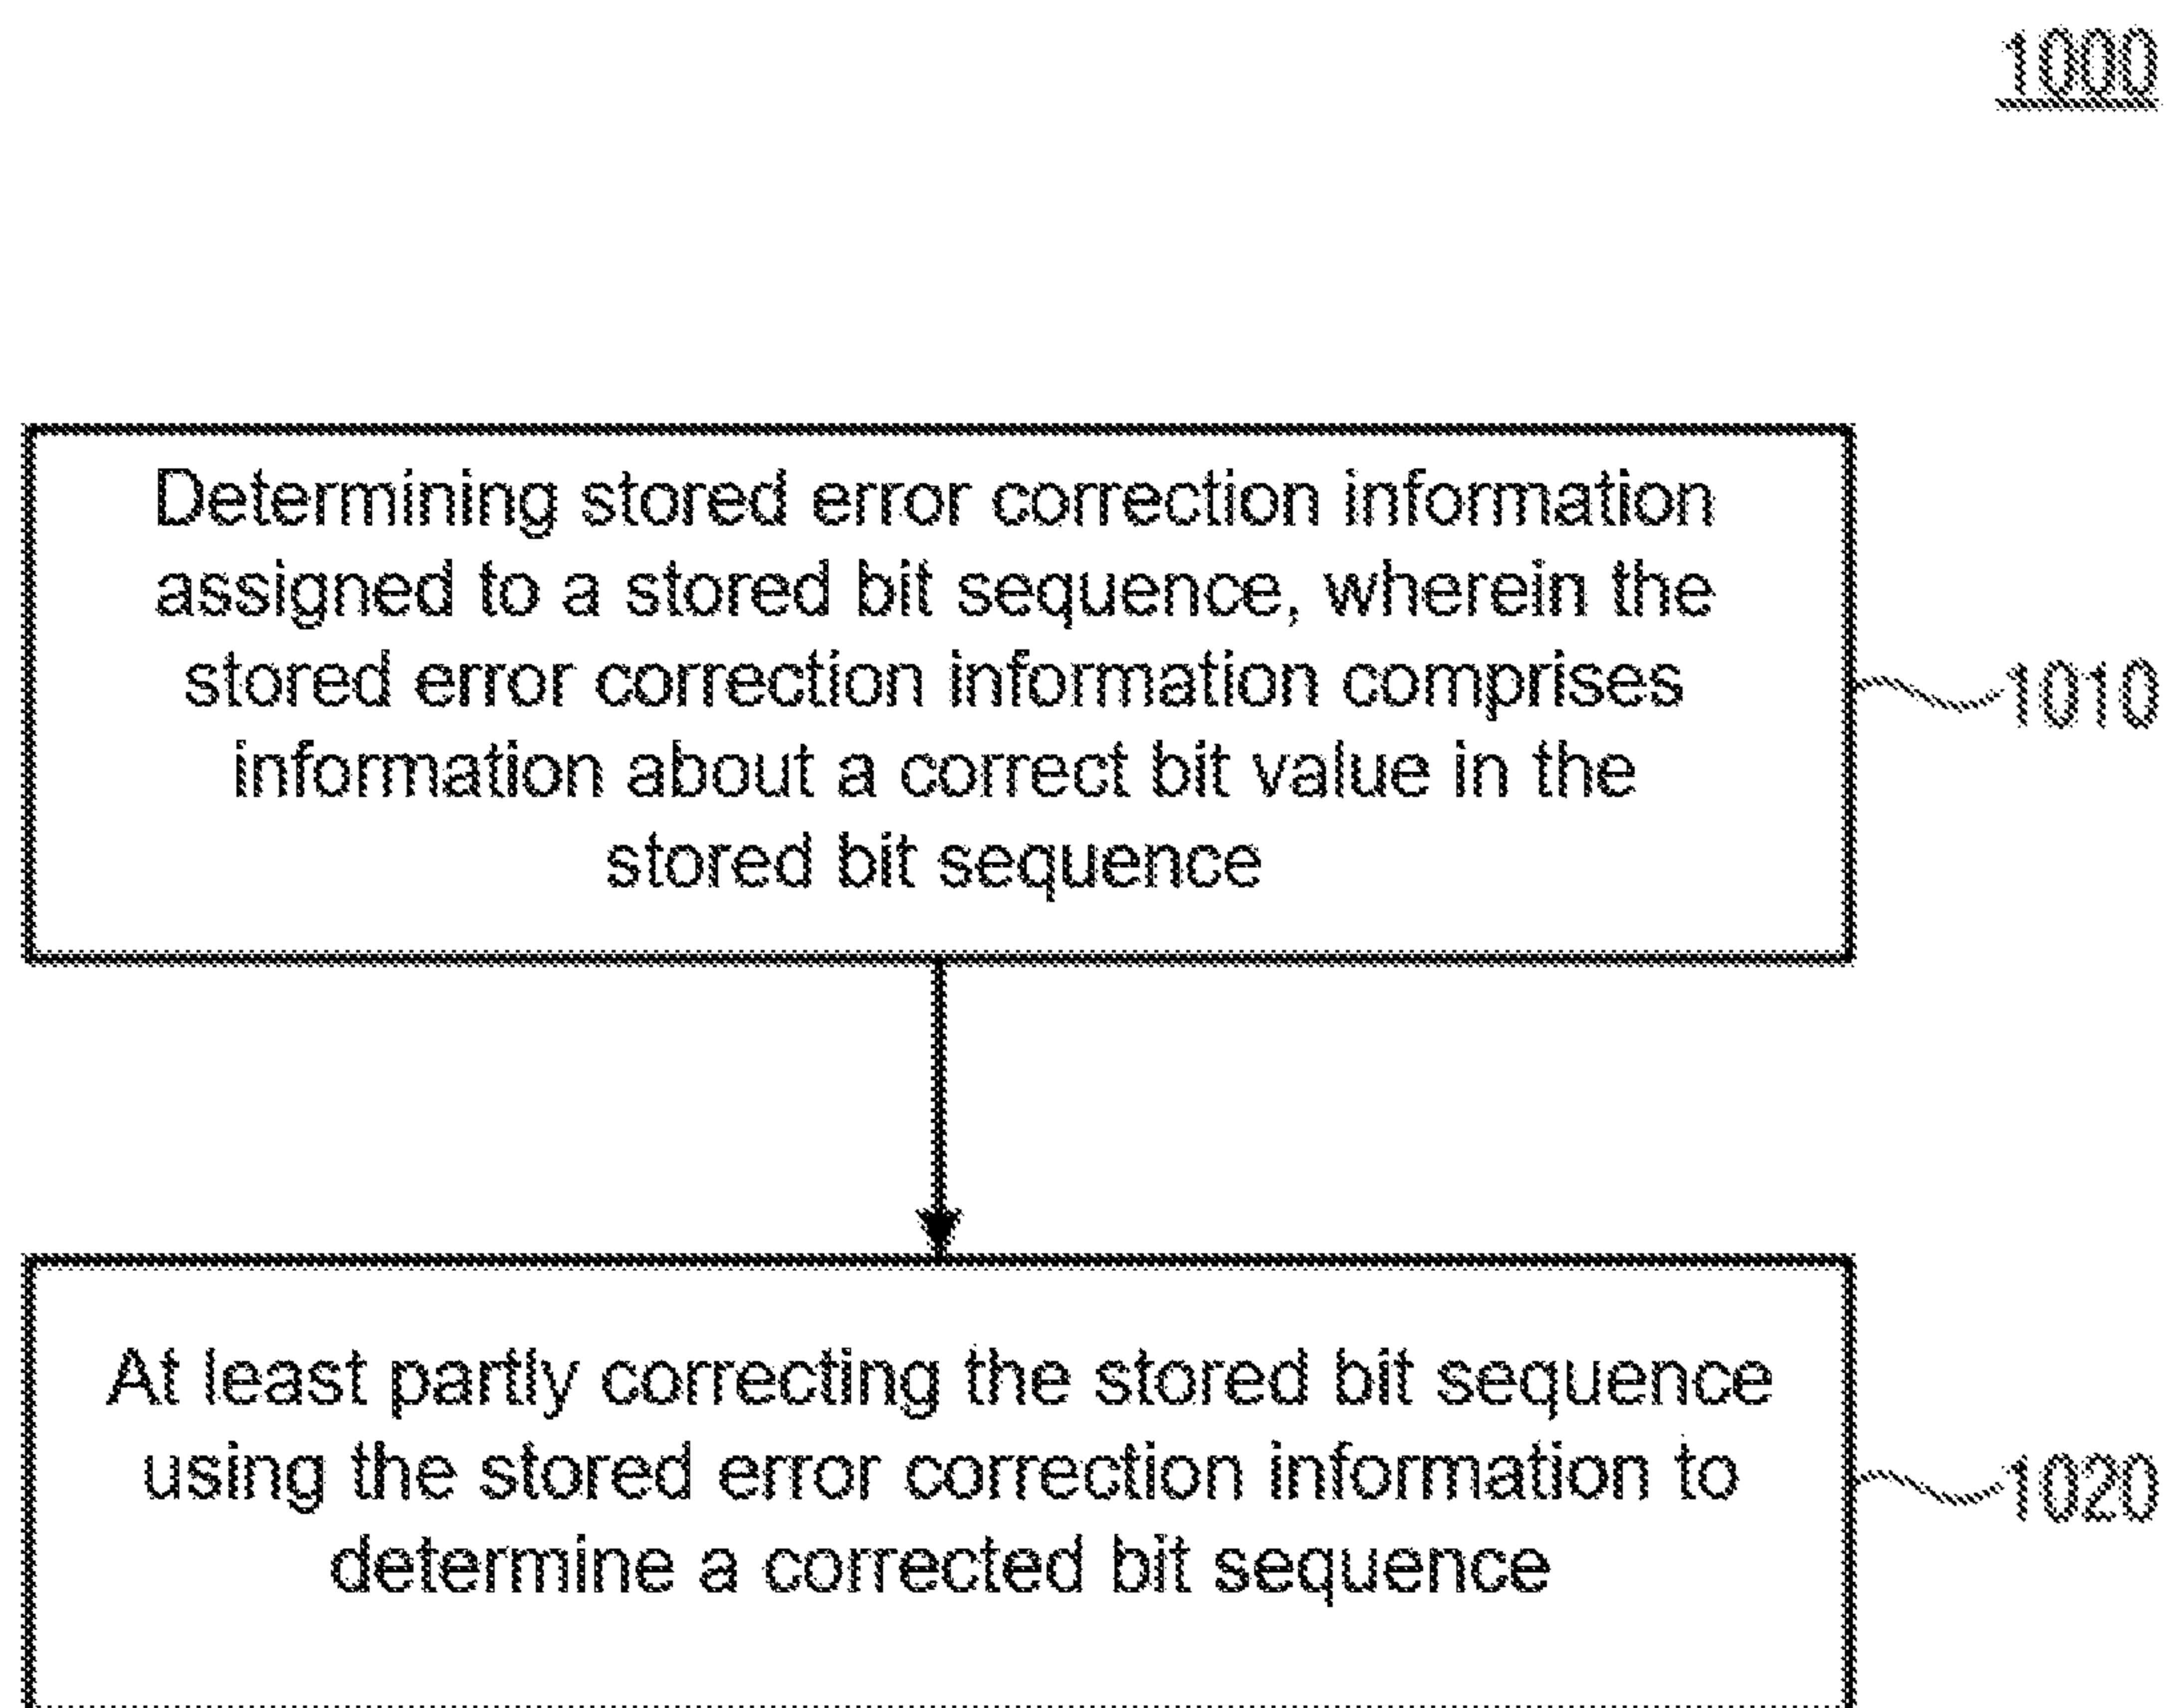 1000
Determining stored error correction information
assigned to a stored bit sequence, wherein the
stored error correction information comprises
information about a correct bit value in the
stored bit sequence
1010
At least partly correcting the stored bit sequence
using the stored error correction information to
determine a corrected bit sequence
1020